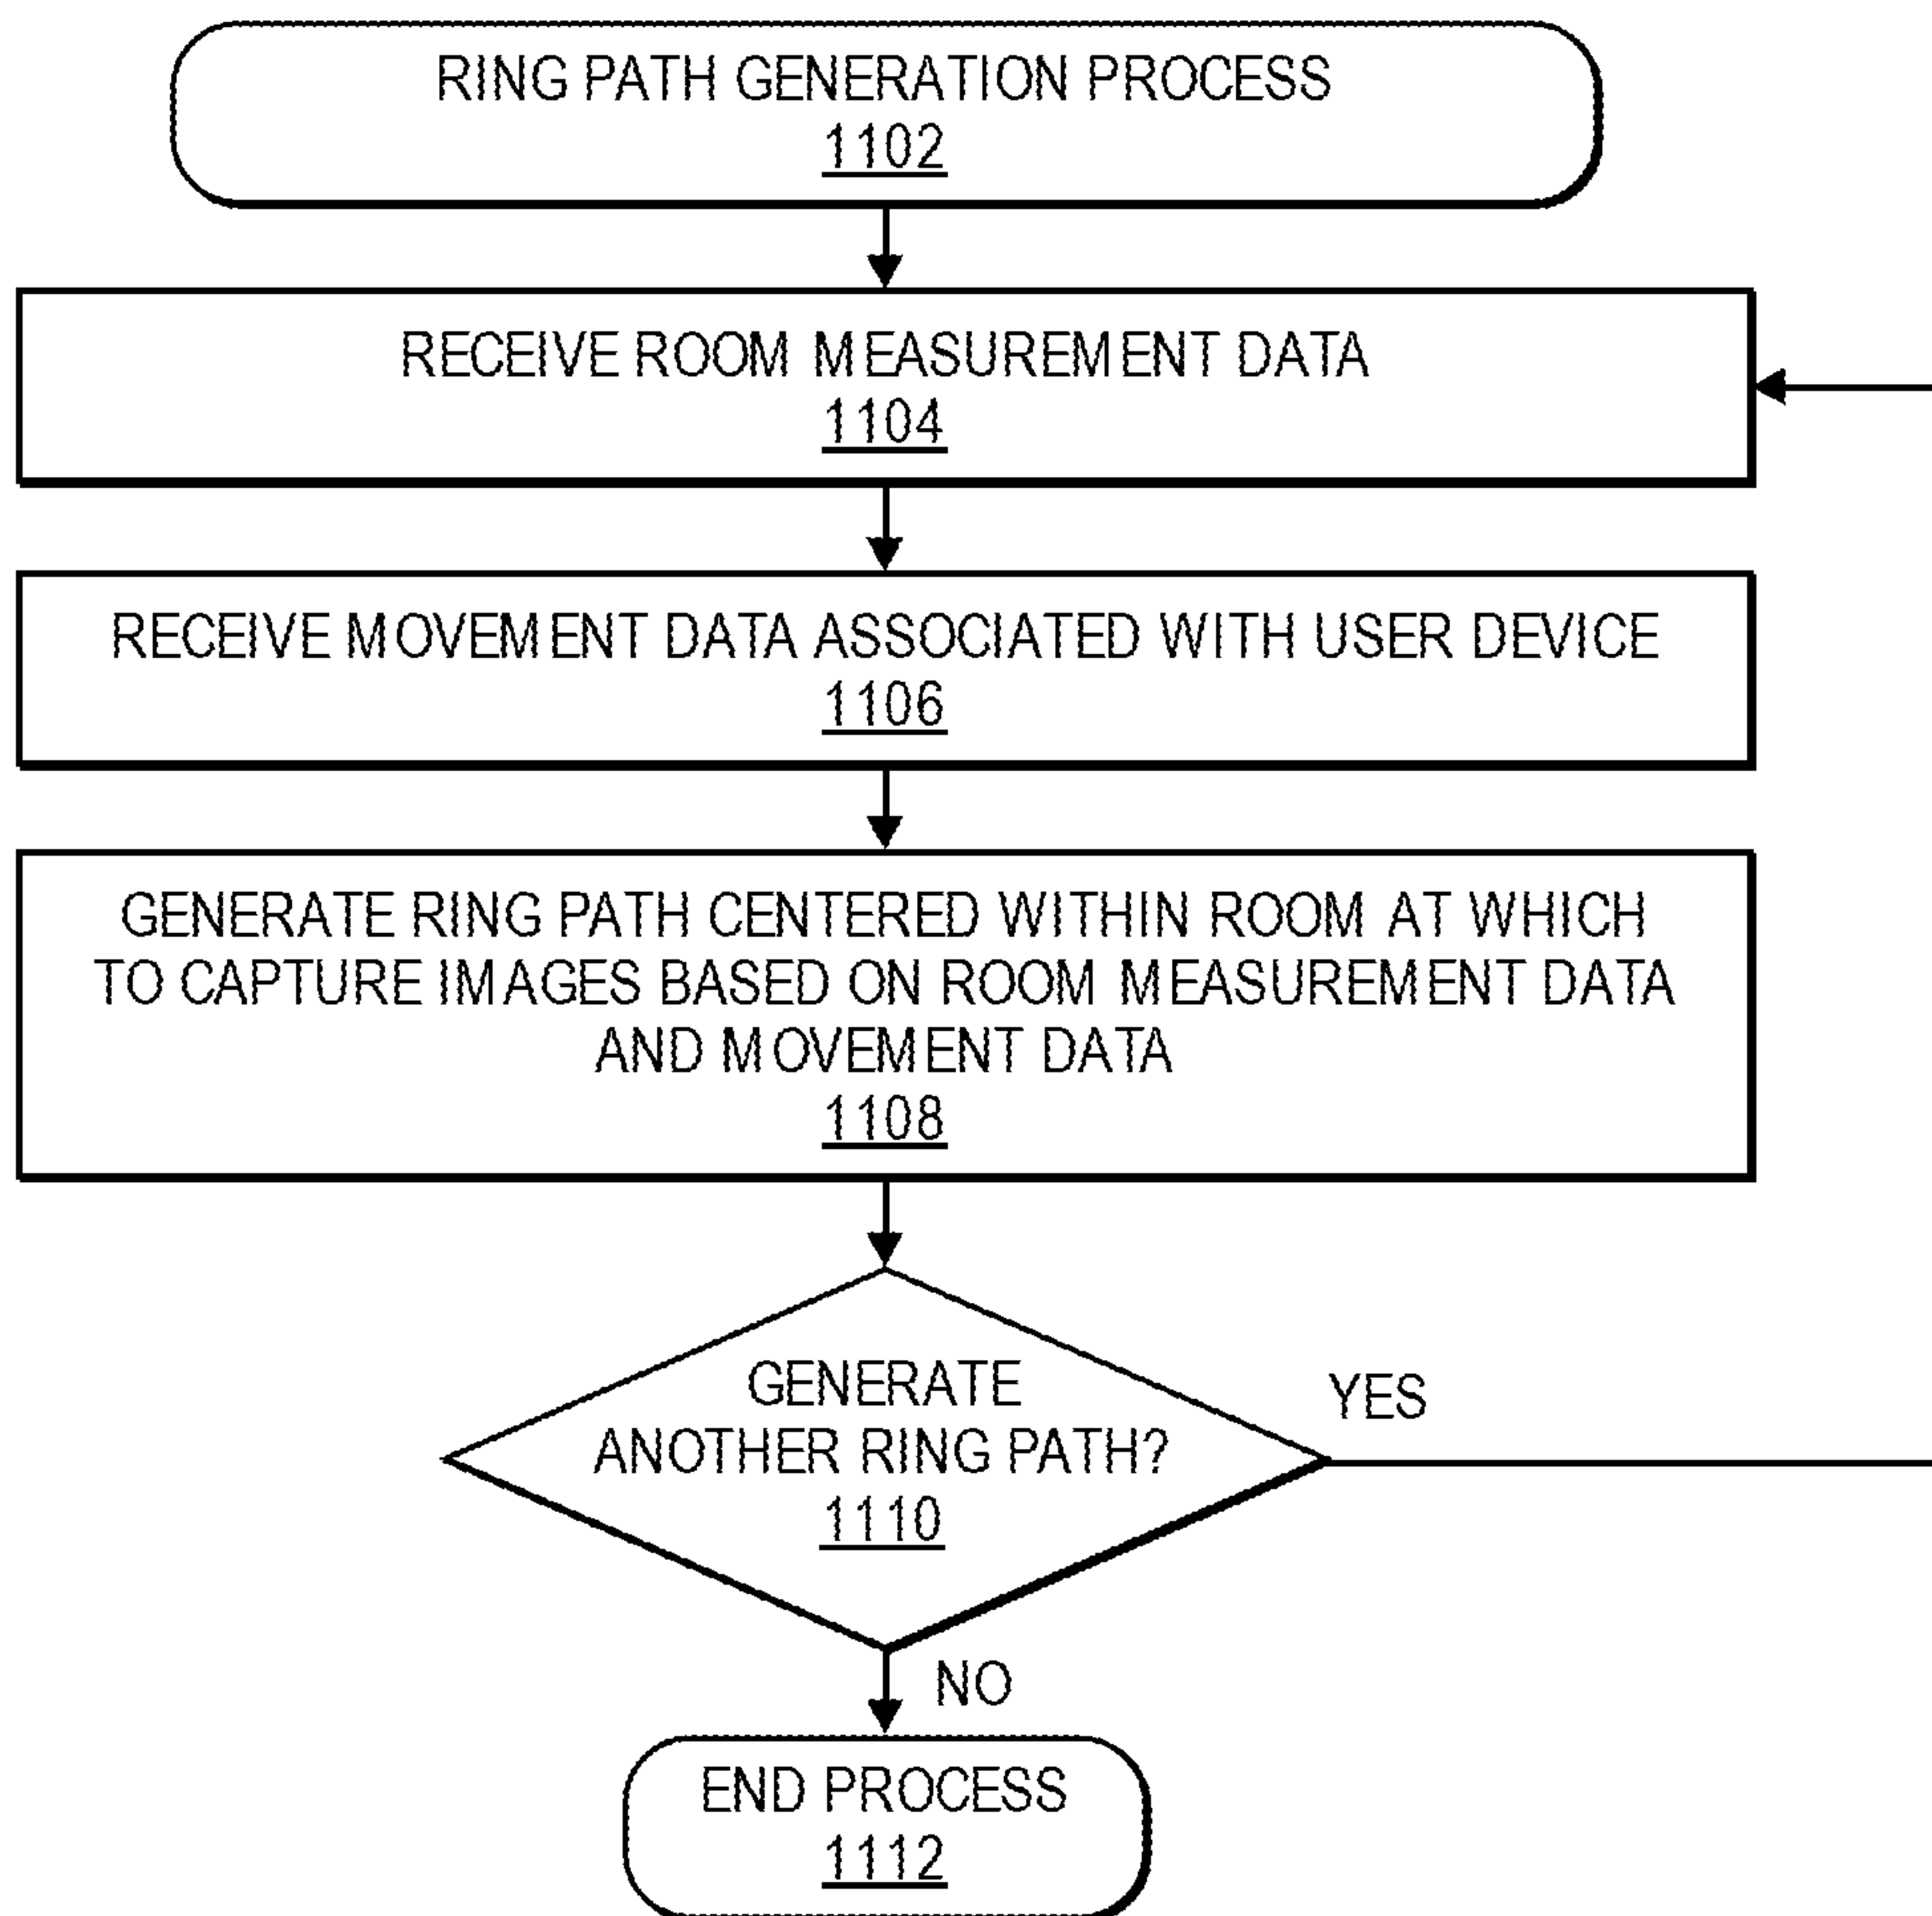 RING PATH GENERATION PROCESS
1102
RECEIVE ROOM MEASUREMENT DATA
1104
RECEIVE MOVEMENT DATA ASSOCIATED WITH USER DEVICE
1106
GENERATE RING PATH CENTERED WITHIN ROOM AT WHICH
TO CAPTURE IMAGES BASED ON ROOM MEASUREMENT DATA
AND MOVEMENT DATA
1108
GENERATE
ANOTHER RING PATH?
1110
YES
NO
END PROCESS
1112